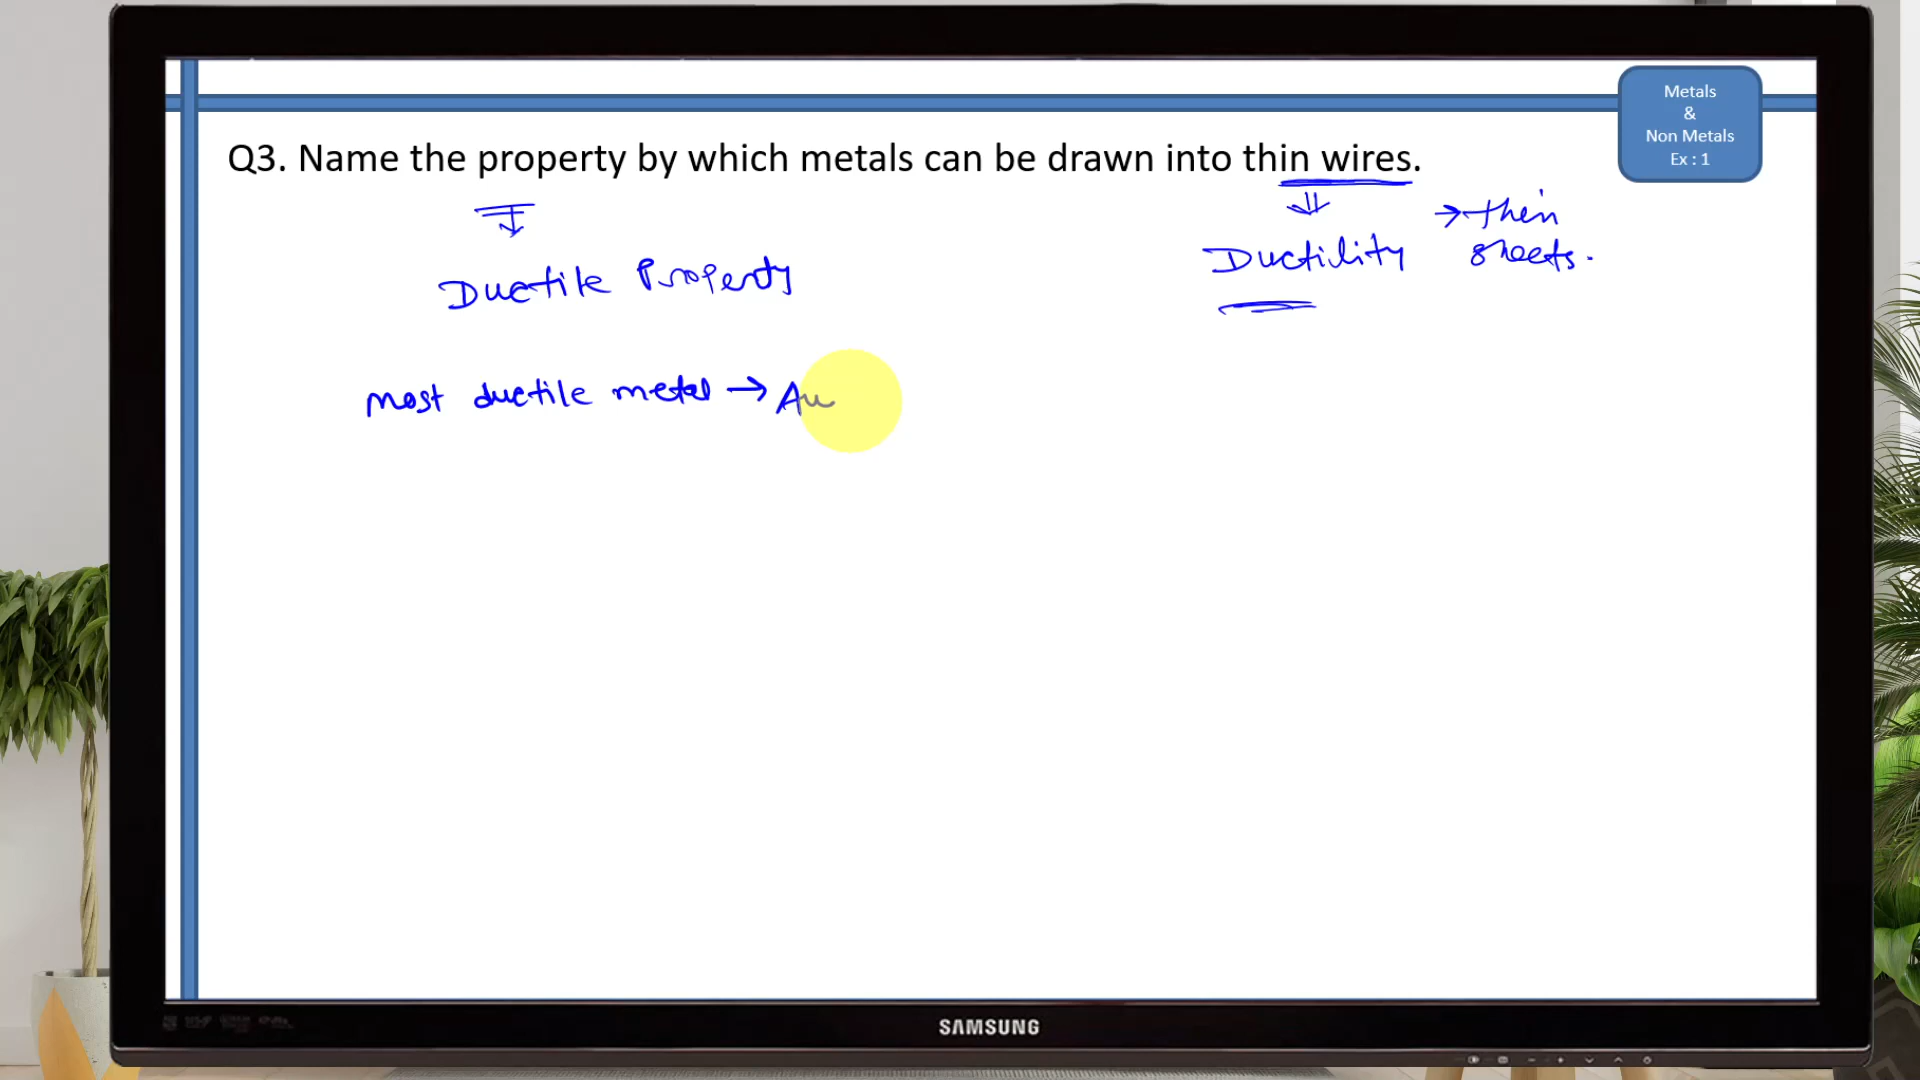 Metals
&
Non Metals
Ex : 1
Q3. Name the property by which metals can be drawn into thin wires.
→ thin
sheets.
Ductility
Ductile Property
most ductile metal → Au
SAMSUNG